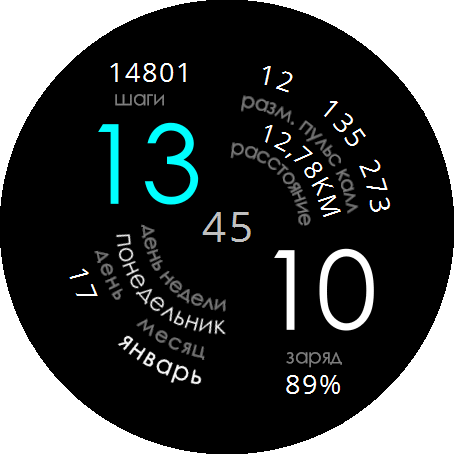 14801
шаги
13
12
135
273
разм. пульс кал
12,78КМ
расстояние
45
день недели
понедельник
день
17
месяц
январь
10
заряд
89%